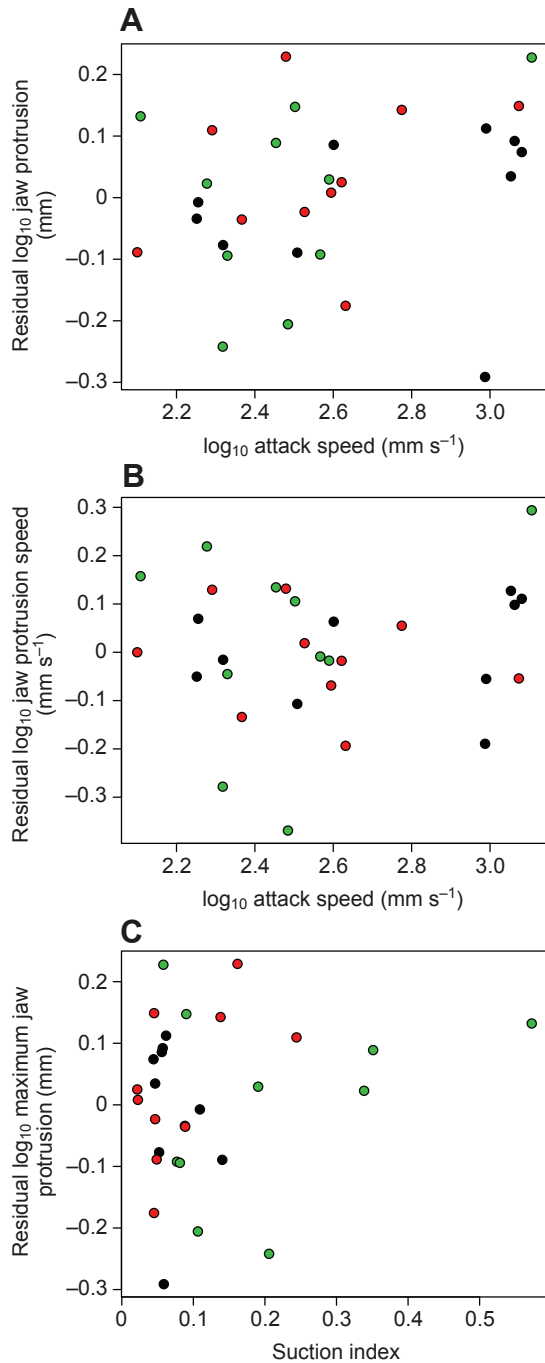 A
0.2
0.1
0
–0.1
–0.2
–0.3
Residual log₁₀ jaw protrusion
(mm)
2.2 2.4 2.6 2.8 3.0
log₁₀ attack speed (mm s⁻¹)
B
0.3
0.2
0.1
0
–0.1
–0.2
–0.3
Residual log₁₀ jaw protrusion speed
(mm s⁻¹)
2.2 2.4 2.6 2.8 3.0
log₁₀ attack speed (mm s⁻¹)
C
0.2
0.1
0
–0.1
–0.2
–0.3
Residual log₁₀ maximum jaw
protrusion (mm)
0 0.1 0.2 0.3 0.4 0.5
Suction index